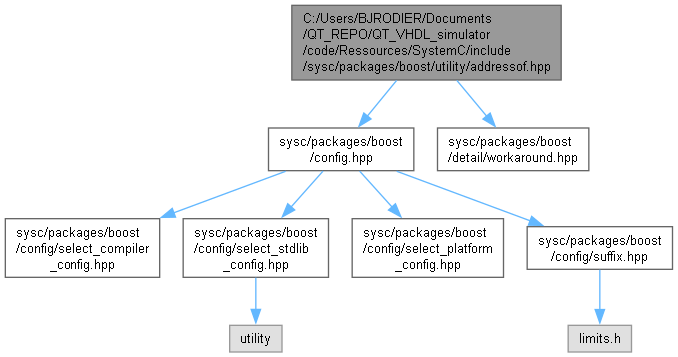 C:/Users/BJRODIER/Documents
/QT_REPO/QT_VHDL_simulator
/code/Ressources/SystemC/include
/sysc/packages/boost/utility/addressof.hpp
sysc/packages/boost
/config.hpp
sysc/packages/boost
/detail/workaround.hpp
sysc/packages/boost
/config/select_compiler
_config.hpp
sysc/packages/boost
/config/select_stdlib
_config.hpp
sysc/packages/boost
/config/select_platform
_config.hpp
sysc/packages/boost
/config/suffix.hpp
utility
limits.h